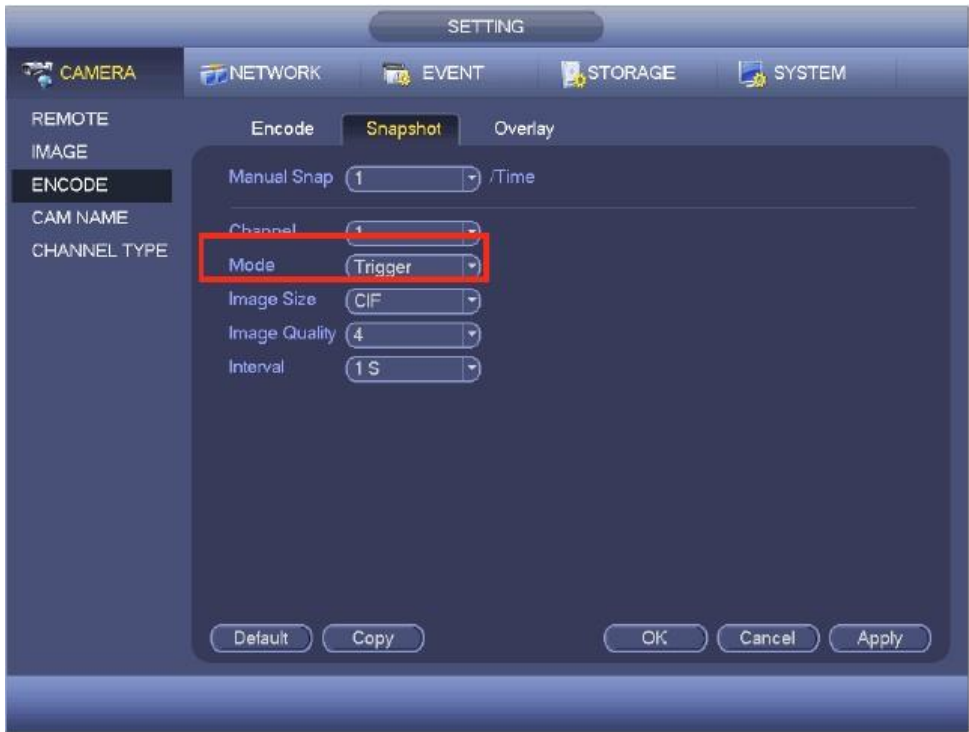 SETTING
CAMERA NETWORK EVENT STORAGE SYSTEM
REMOTE
IMAGE
ENCODE
CAM NAME
CHANNEL TYPE
Encode Snapshot Overlay
Manual Snap 1 /Time
Channel 1
Mode Trigger
Image Size CIF
Image Quality 4
Interval 1 S
Default Copy OK Cancel Apply